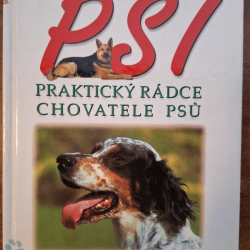 PSI
PRAKTICKÝ RÁDCE
CHOVATELE PSŮ